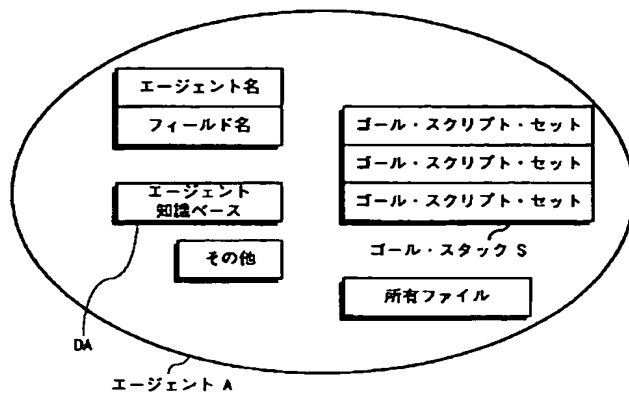 エージェント名
フィールド名
エージェント
知識ベース
その他
DA
エージェント A
ゴール・スクリプト・セット
ゴール・スクリプト・セット
ゴール・スクリプト・セット
ゴール・スタック S
所有ファイル